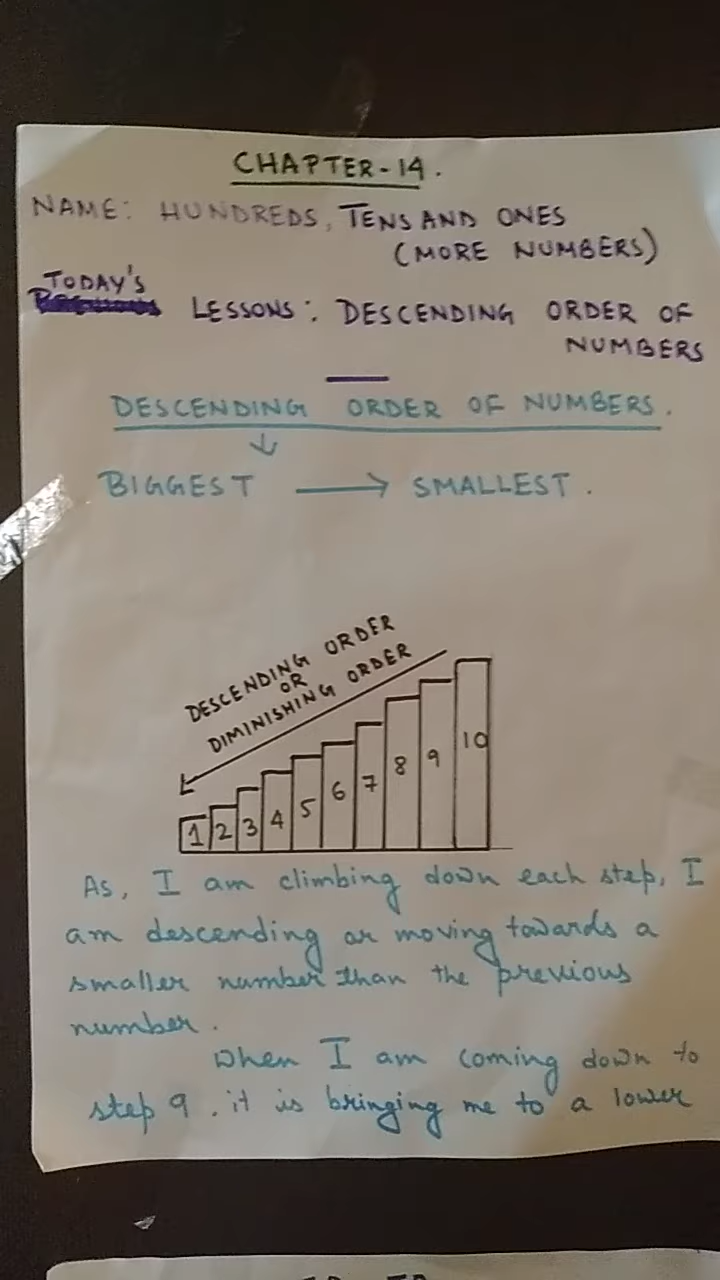 CHAPTER-14.
NAME: HUNDREDS, TENS AND ONES
(MORE NUMBERS)
TODAY'S
LESSONS: DESCENDING ORDER OF
NUMBERS
DESCENDING ORDER OF NUMBERS.
BIGGEST → SMALLEST.
DESCENDING ORDER
OR
DIMINISHING ORDER
1 2 3 4 5 6 7 8 9 10
As, I am climbing down each step, I
am descending or moving towards a
smaller number than the previous
number.
When I am coming down to
step 9. it is bringing me to a lower